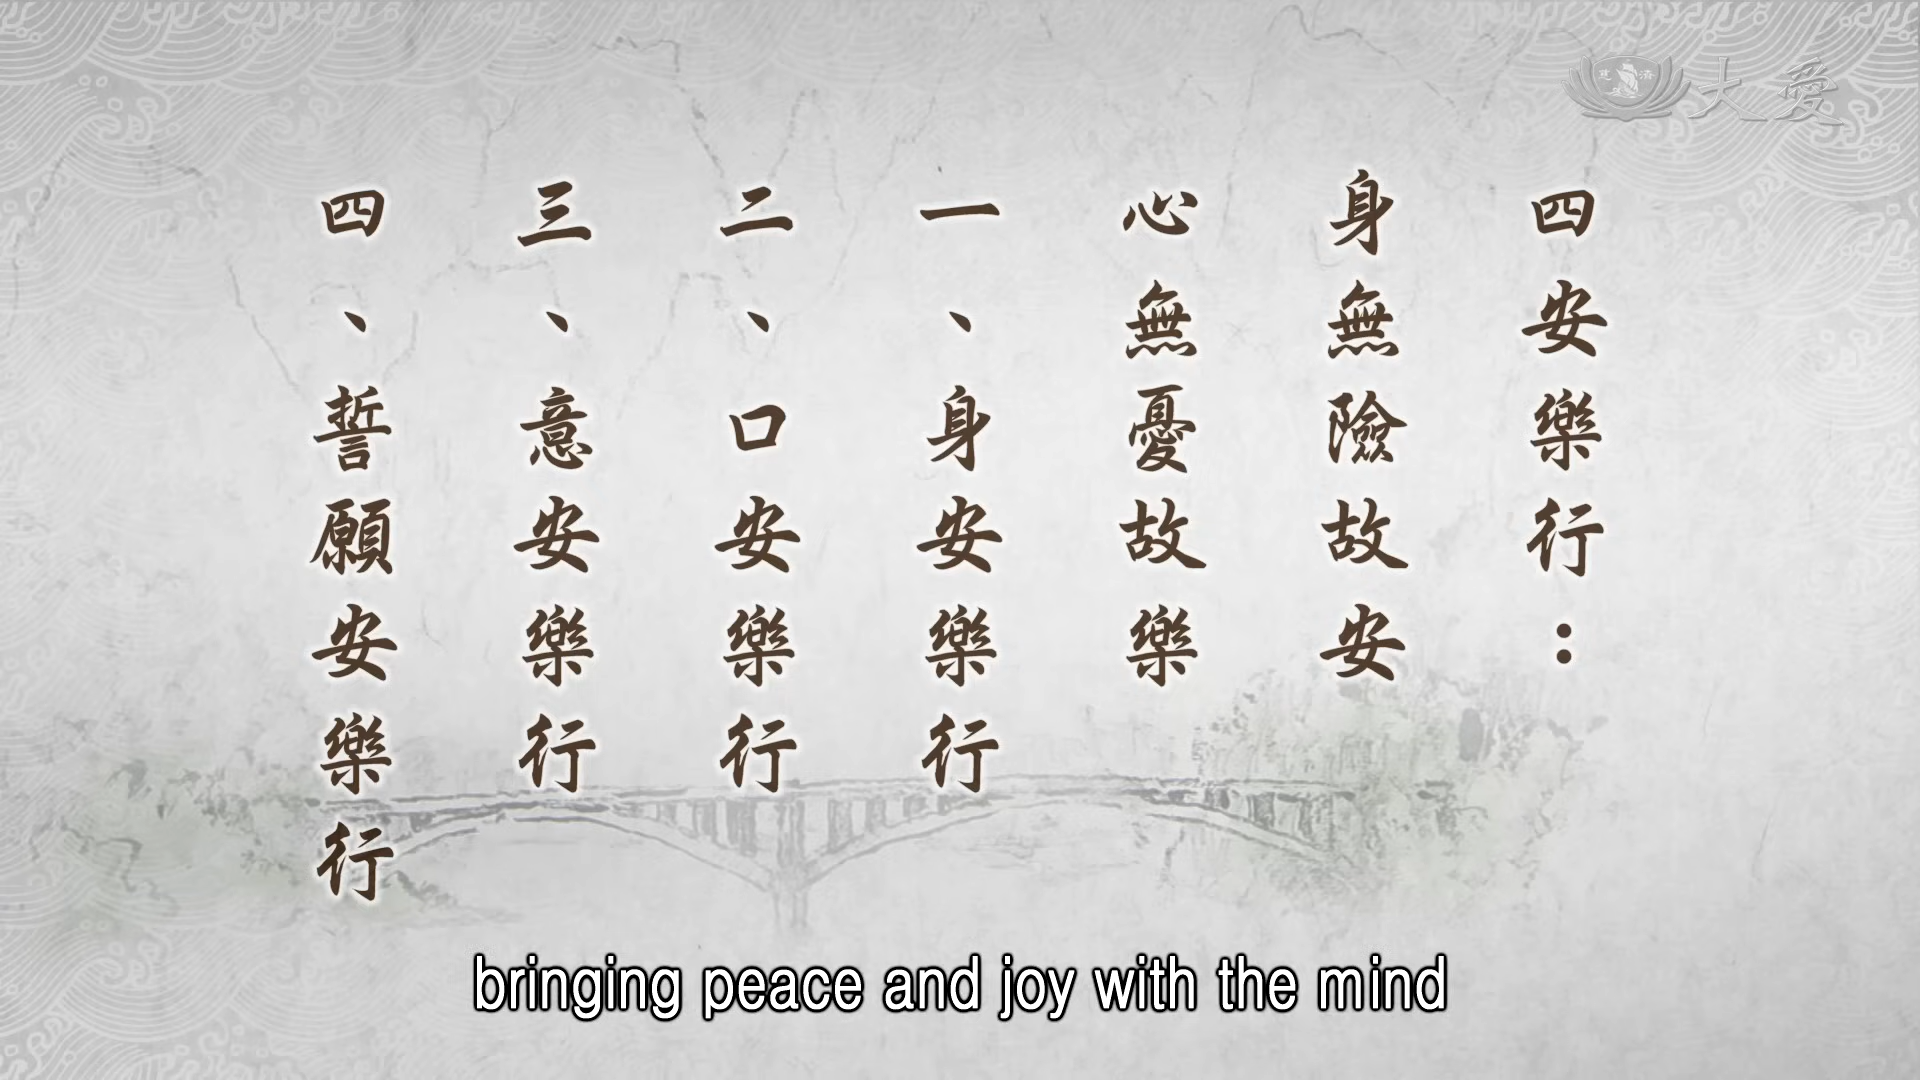 大愛
四安樂行：
身無險故安
心無憂故樂
一、身安樂行
二、口安樂行
三、意安樂行
四、誓願安樂行
bringing peace and joy with the mind